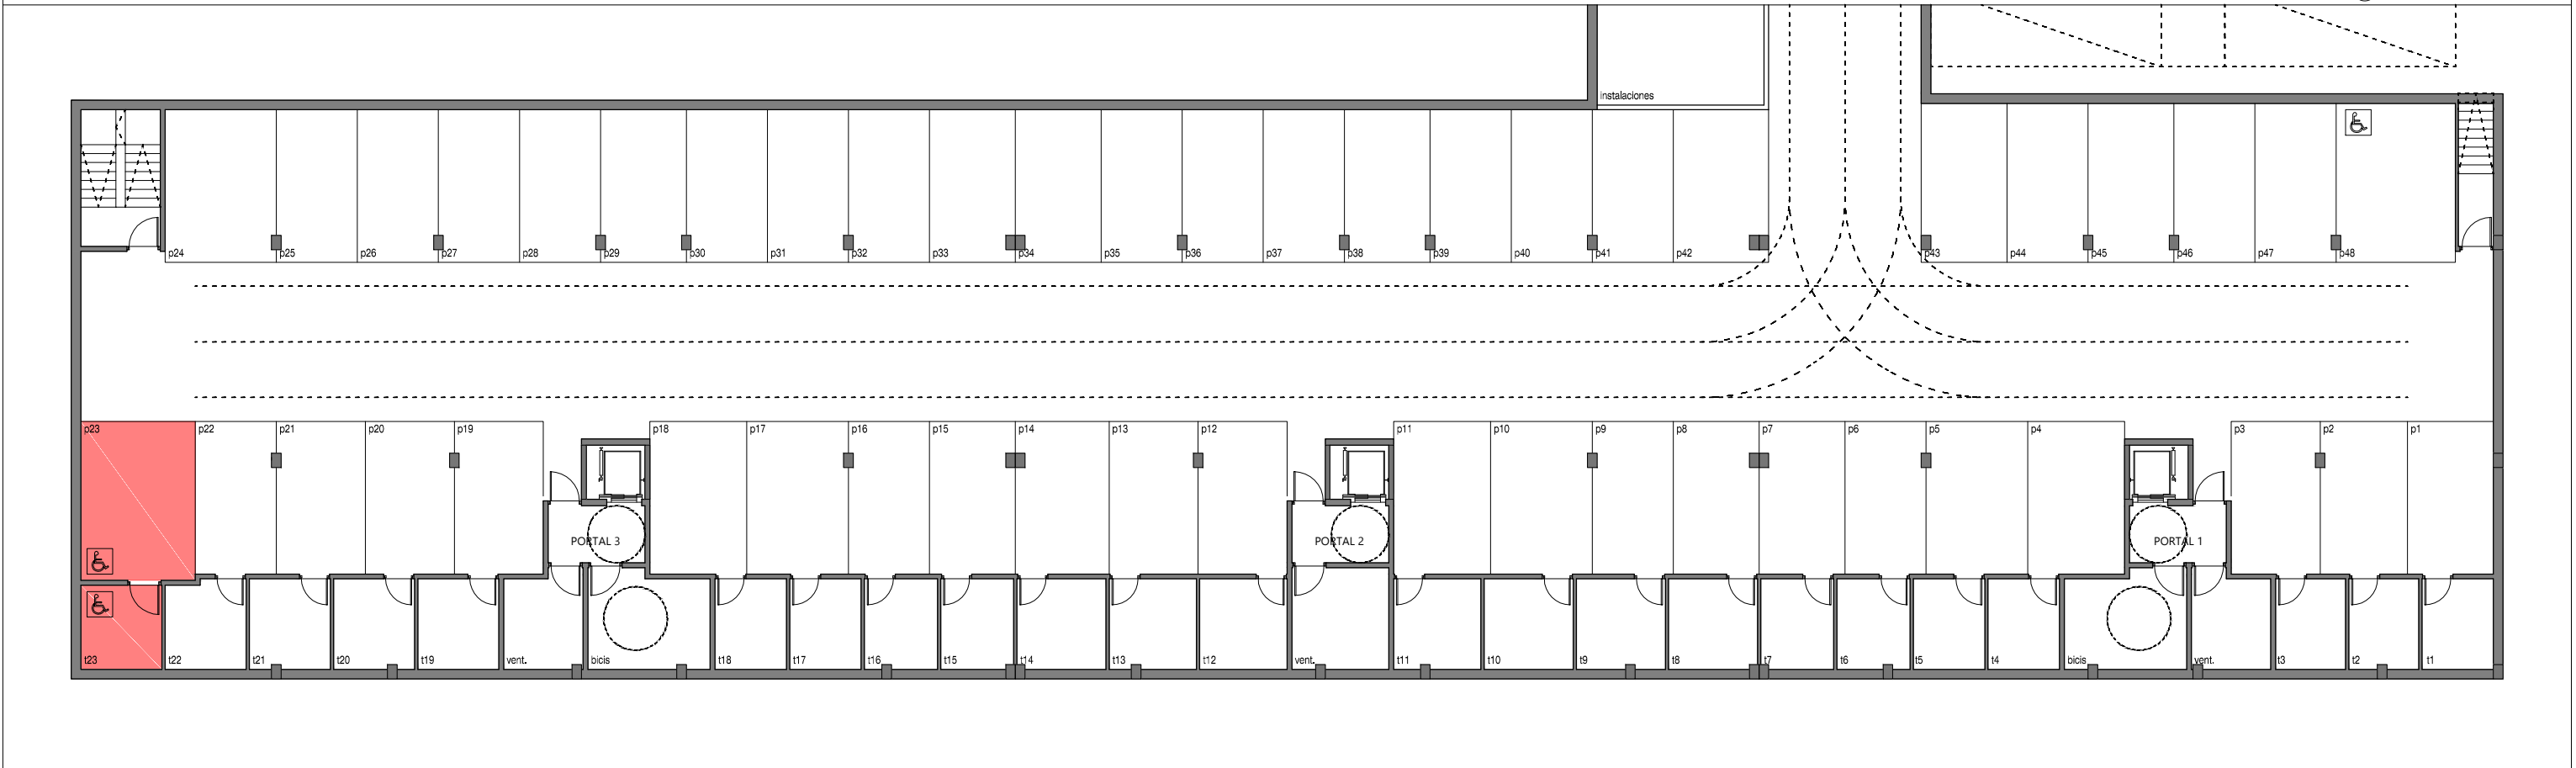 instalaciones
p24 p25 p26 p27 p28 p29 p30 p31 p32 p33 p34 p35 p36 p37 p38 p39 p40 p41 p42 p43 p44 p45 p46 p47 p48
p23 p22 p21 p20 p19 p18 p17 p16 p15 p14 p13 p12 p11 p10 p9 p8 p7 p6 p5 p4 p3 p2 p1
PORTAL 3 PORTAL 2 PORTAL 1
t23 t22 t21 t20 t19 vent. bicis t18 t17 t16 t15 t14 t13 t12 vent. t11 t10 t9 t8 t7 t6 t5 t4 bicis vent. t3 t2 t1